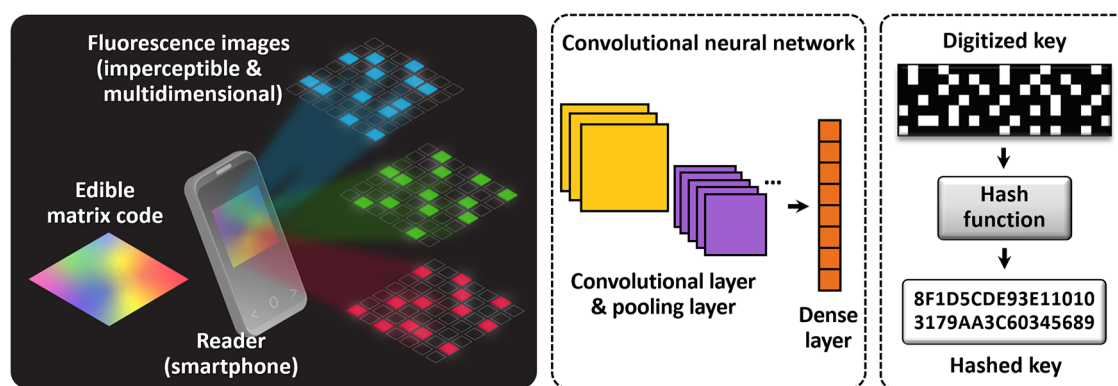 Fluorescence images
(imperceptible &
multidimensional)
Edible
matrix code
Reader
(smartphone)
Convolutional neural network
...
Convolutional layer
& pooling layer
Dense
layer
Digitized key
Hash
function
8F1D5CDE93E11010
3179AA3C60345689
Hashed key